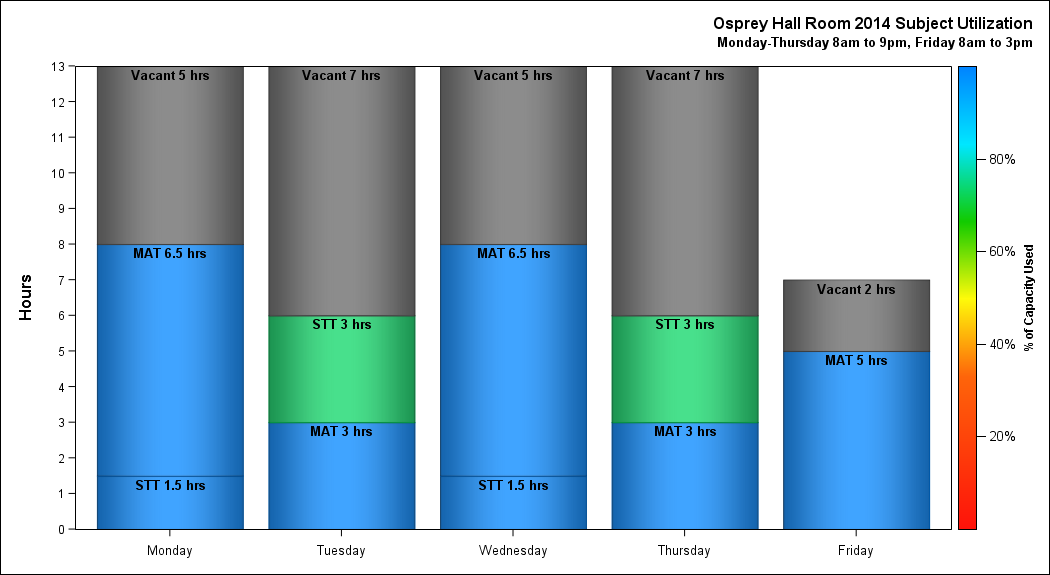 Osprey Hall Room 2014 Subject Utilization
Monday-Thursday 8am to 9pm, Friday 8am to 3pm
13
12
11
10
9
8
7
6
5
4
3
2
1
0
Hours
Vacant 5 hrs
MAT 6.5 hrs
STT 1.5 hrs
Vacant 7 hrs
STT 3 hrs
MAT 3 hrs
Vacant 5 hrs
MAT 6.5 hrs
STT 1.5 hrs
Vacant 7 hrs
STT 3 hrs
MAT 3 hrs
Vacant 2 hrs
MAT 5 hrs
Monday
Tuesday
Wednesday
Thursday
Friday
80%
60%
40%
20%
% of Capacity Used